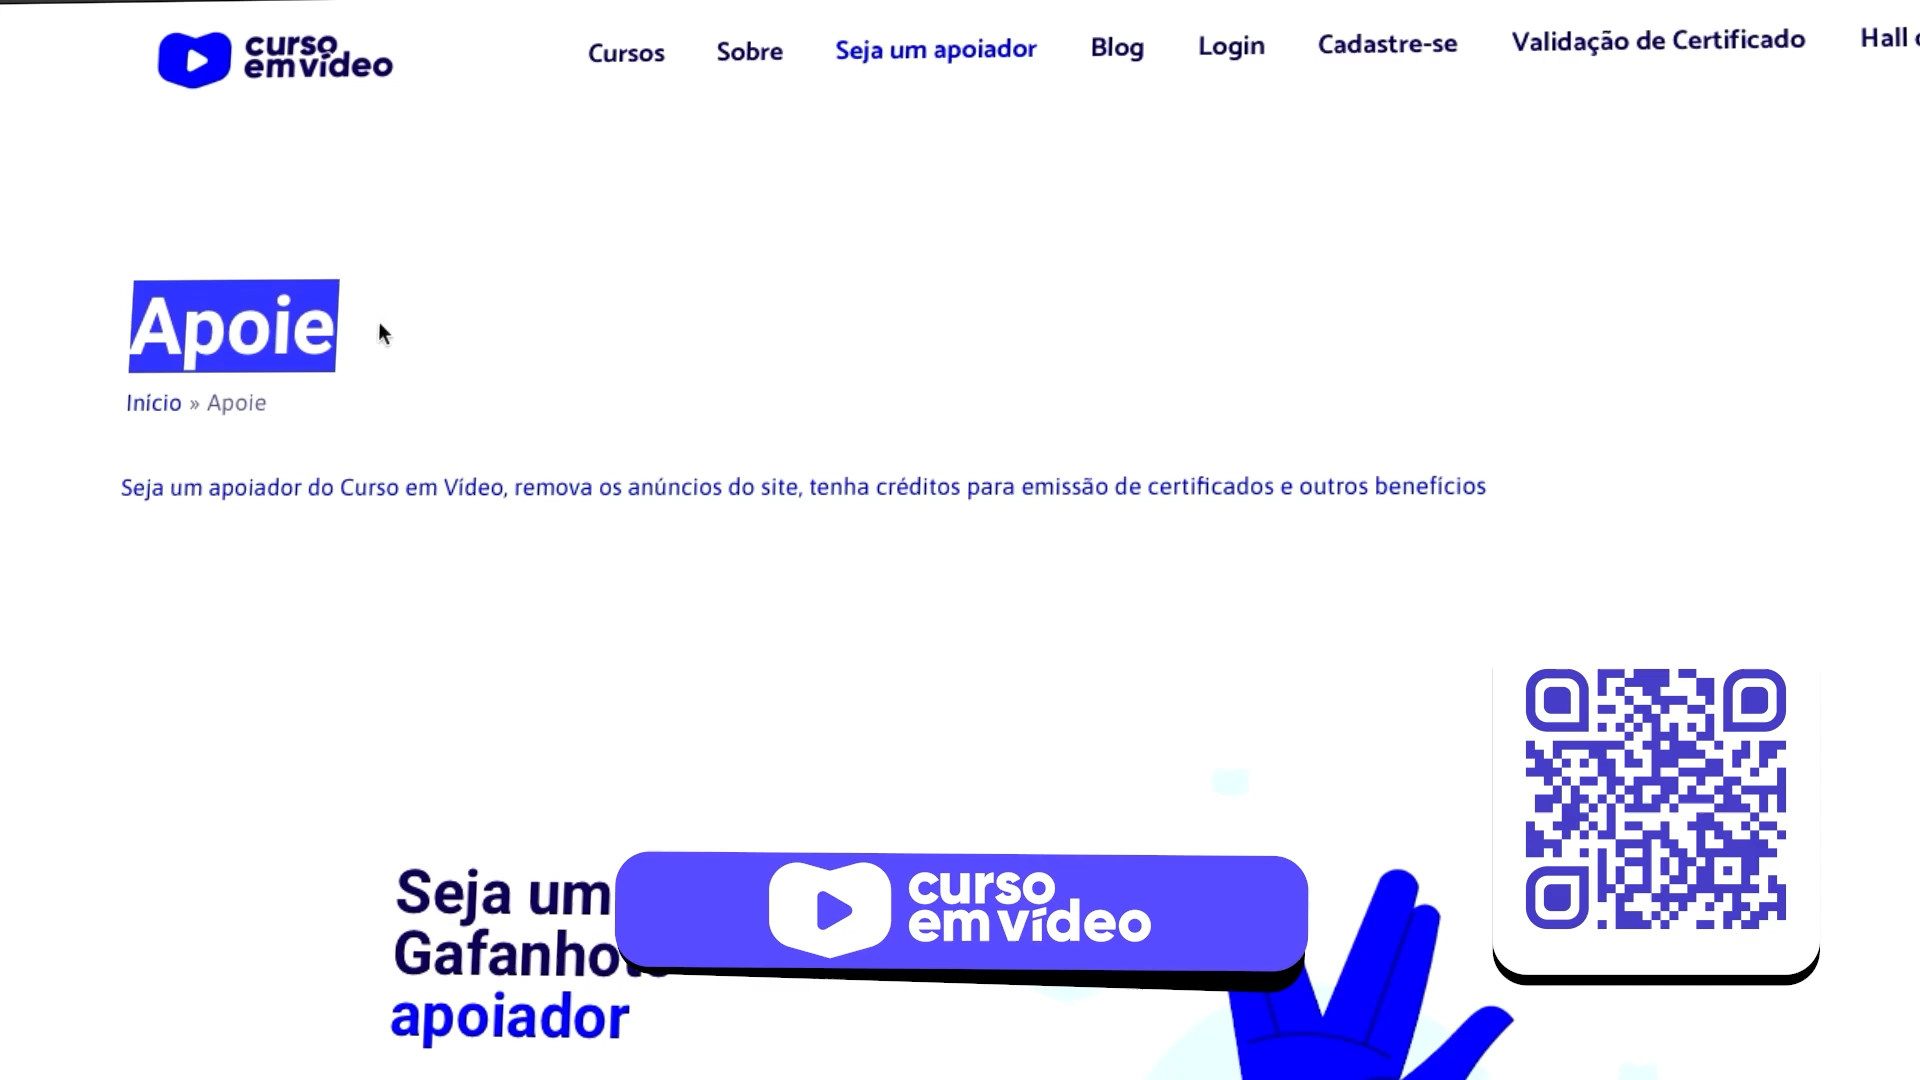 curso
em vídeo
Cursos
Sobre
Seja um apoiador
Blog
Login
Cadastre-se
Validação de Certificado
Hall
Apoie
Início » Apoie
Seja um apoiador do Curso em Vídeo, remova os anúncios do site, tenha créditos para emissão de certificados e outros benefícios
Seja um
Gafanhoto
apoiador
curso
em vídeo